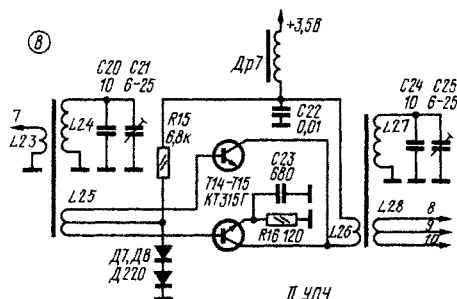 8
+3,5В
Др7
C20
10
C21
6-25
C24
10
C25
6-25
7
L23
L24
R15
6,8к
C22
0,01
L27
T14-T15
КТ315Г
C23
680
L25
R16 120
L26
L28
8
9
10
Д7,Д8
Д220
II УПЧ